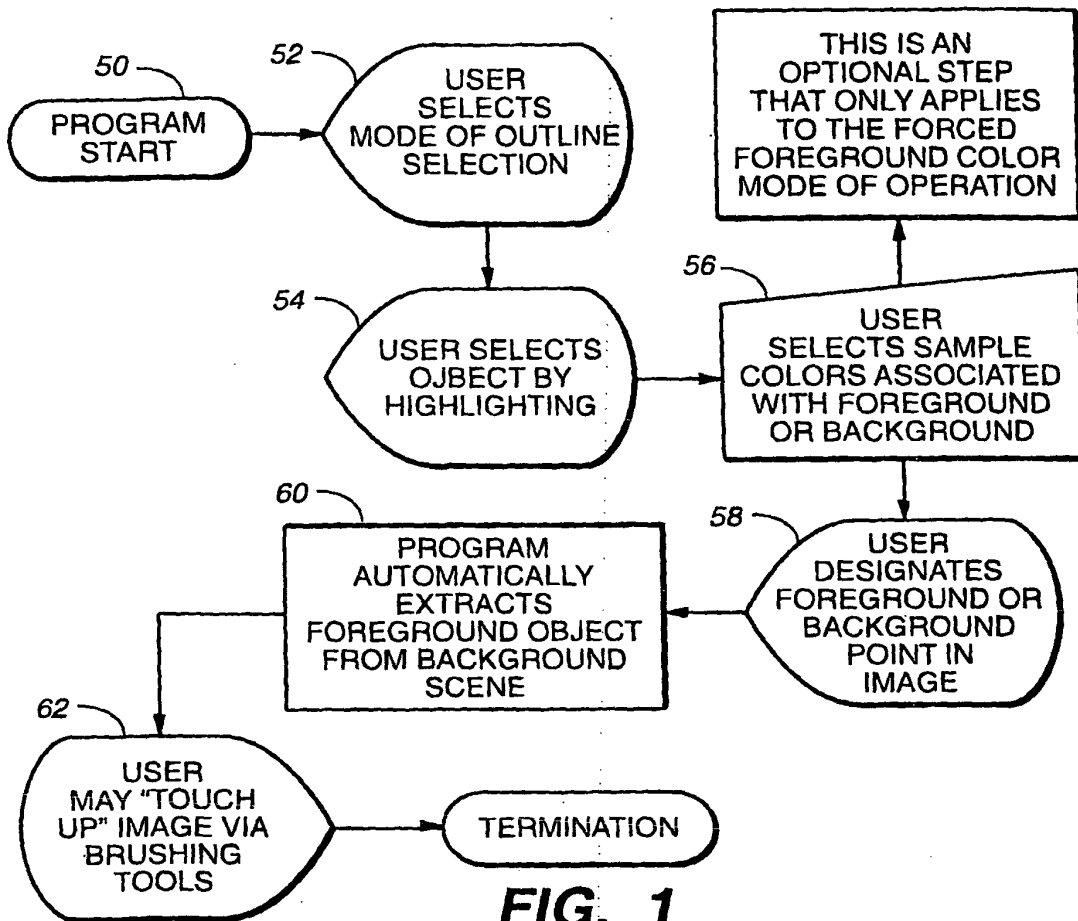 50
PROGRAM
START
52
USER
SELECTS
MODE OF OUTLINE
SELECTION
THIS IS AN
OPTIONAL STEP
THAT ONLY APPLIES
TO THE FORCED
FOREGROUND COLOR
MODE OF OPERATION
54
USER SELECTS
OJBECT BY
HIGHLIGHTING
56
USER
SELECTS SAMPLE
COLORS ASSOCIATED
WITH FOREGROUND
OR BACKGROUND
58
USER
DESIGNATES
FOREGROUND OR
BACKGROUND
POINT IN
IMAGE
60
PROGRAM
AUTOMATICALLY
EXTRACTS
FOREGROUND OBJECT
FROM BACKGROUND
SCENE
62
USER
MAY "TOUCH
UP" IMAGE VIA
BRUSHING
TOOLS
TERMINATION
FIG. 1